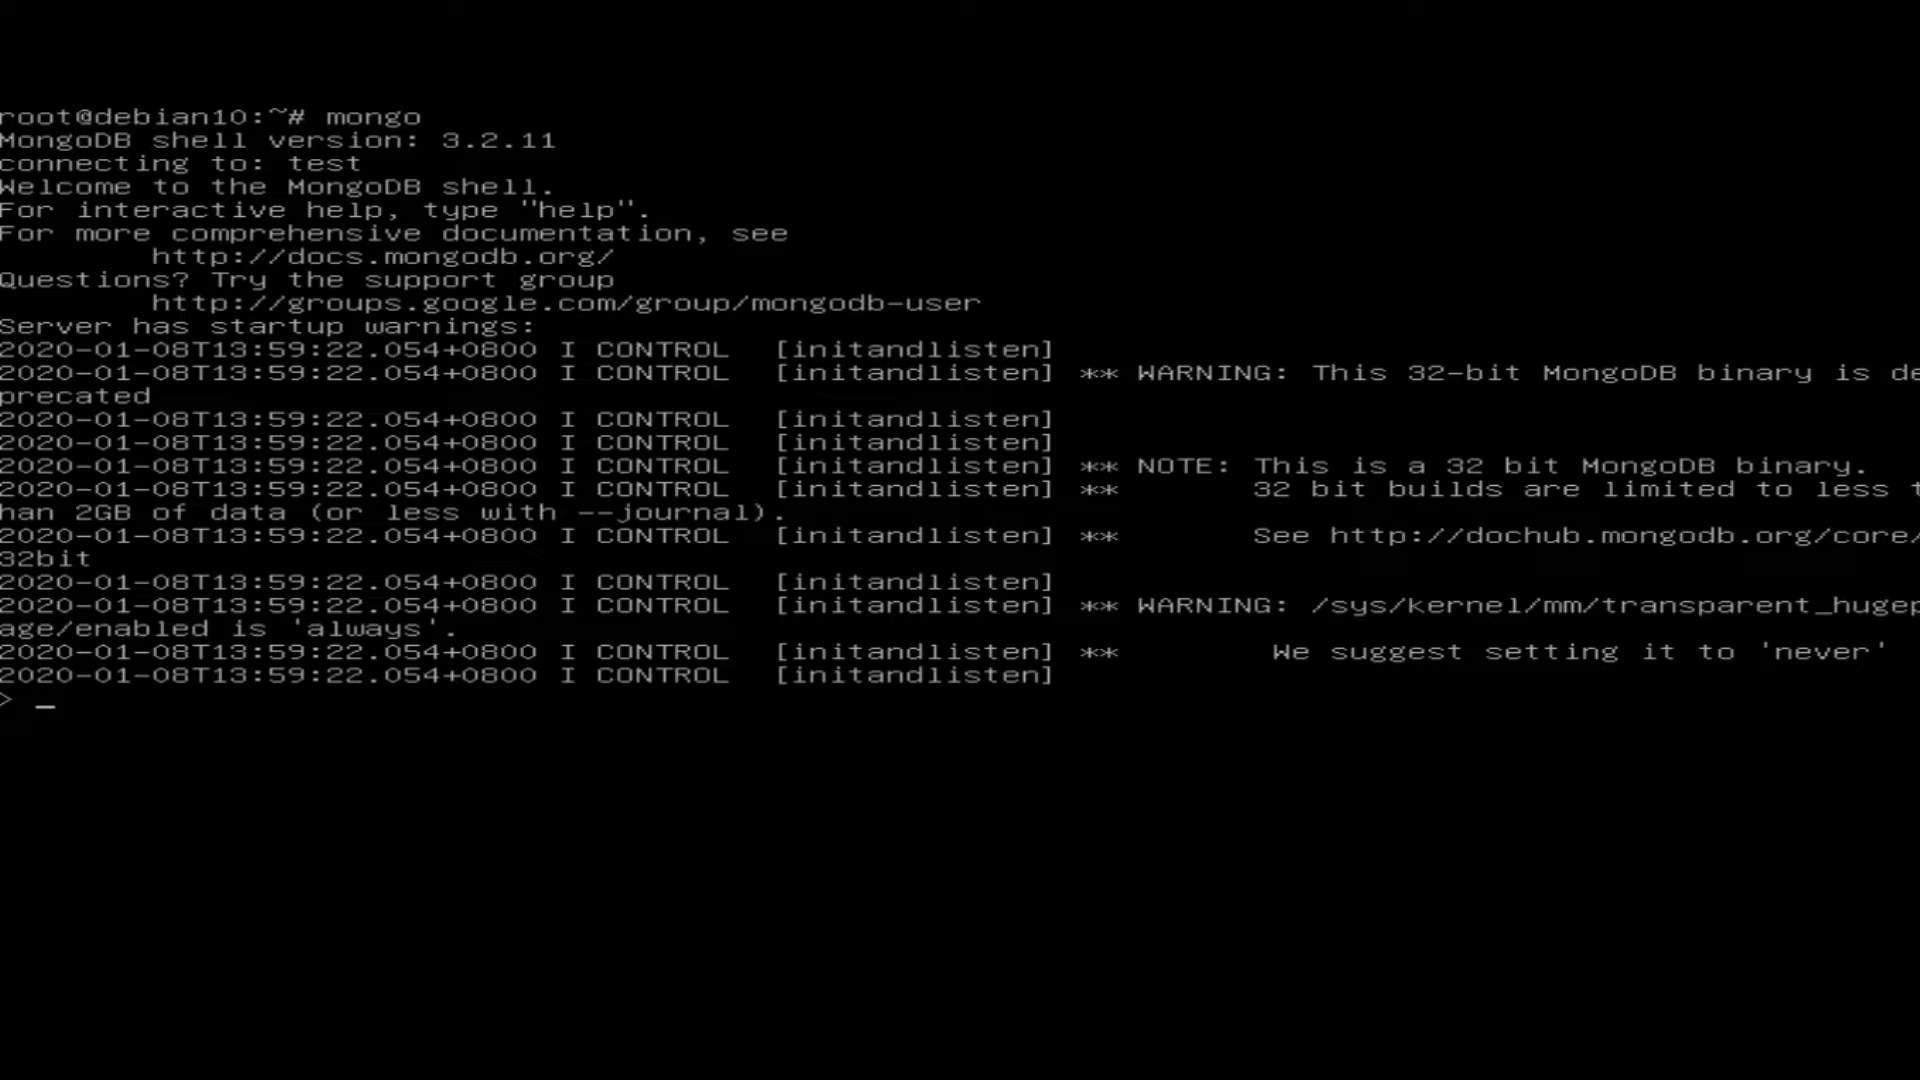 root@debian10:~# mongo
MongoDB shell version: 3.2.11
connecting to: test
Welcome to the MongoDB shell.
For interactive help, type "help".
For more comprehensive documentation, see
        http://docs.mongodb.org/
Questions? Try the support group
        http://groups.google.com/group/mongodb-user
Server has startup warnings:
2020-01-08T13:59:22.054+0800 I CONTROL  [initandlisten]
2020-01-08T13:59:22.054+0800 I CONTROL  [initandlisten] ** WARNING: This 32-bit MongoDB binary is de
precated
2020-01-08T13:59:22.054+0800 I CONTROL  [initandlisten]
2020-01-08T13:59:22.054+0800 I CONTROL  [initandlisten]
2020-01-08T13:59:22.054+0800 I CONTROL  [initandlisten] ** NOTE: This is a 32 bit MongoDB binary.
2020-01-08T13:59:22.054+0800 I CONTROL  [initandlisten] **       32 bit builds are limited to less t
han 2GB of data (or less with --journal).
2020-01-08T13:59:22.054+0800 I CONTROL  [initandlisten] **       See http://dochub.mongodb.org/core/
32bit
2020-01-08T13:59:22.054+0800 I CONTROL  [initandlisten]
2020-01-08T13:59:22.054+0800 I CONTROL  [initandlisten] ** WARNING: /sys/kernel/mm/transparent_hugep
age/enabled is 'always'.
2020-01-08T13:59:22.054+0800 I CONTROL  [initandlisten] **        We suggest setting it to 'never'
2020-01-08T13:59:22.054+0800 I CONTROL  [initandlisten]
> _